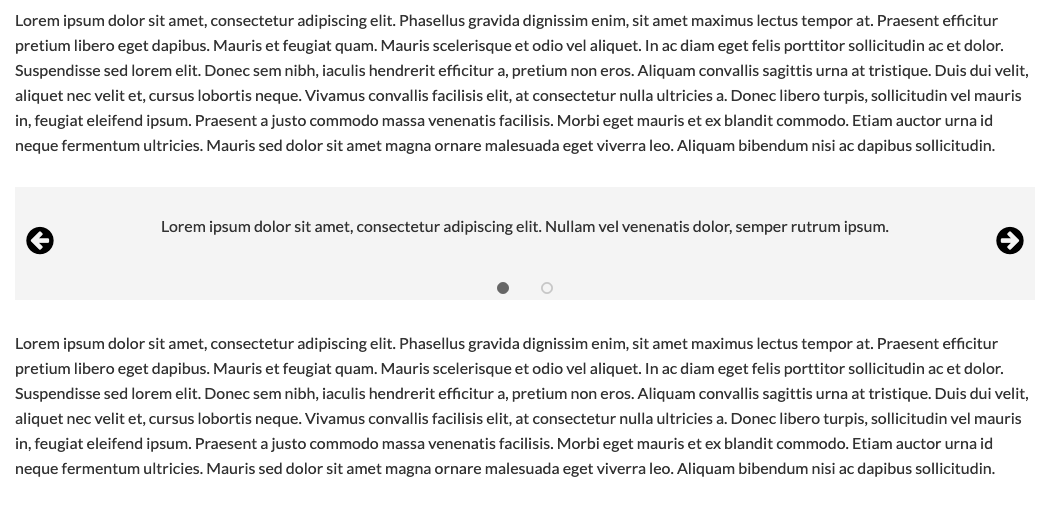 Lorem ipsum dolor sit amet, consectetur adipiscing elit. Phasellus gravida dignissim enim, sit amet maximus lectus tempor at. Praesent efficitur
pretium libero eget dapibus. Mauris et feugiat quam. Mauris scelerisque et odio vel aliquet. In ac diam eget felis porttitor sollicitudin ac et dolor.
Suspendisse sed lorem elit. Donec sem nibh, iaculis hendrerit efficitur a, pretium non eros. Aliquam convallis sagittis urna at tristique. Duis dui velit,
aliquet nec velit et, cursus lobortis neque. Vivamus convallis facilisis elit, at consectetur nulla ultricies a. Donec libero turpis, sollicitudin vel mauris
in, feugiat eleifend ipsum. Praesent a justo commodo massa venenatis facilisis. Morbi eget mauris et ex blandit commodo. Etiam auctor urna id
neque fermentum ultricies. Mauris sed dolor sit amet magna ornare malesuada eget viverra leo. Aliquam bibendum nisi ac dapibus sollicitudin.
Lorem ipsum dolor sit amet, consectetur adipiscing elit. Nullam vel venenatis dolor, semper rutrum ipsum.
Lorem ipsum dolor sit amet, consectetur adipiscing elit. Phasellus gravida dignissim enim, sit amet maximus lectus tempor at. Praesent efficitur
pretium libero eget dapibus. Mauris et feugiat quam. Mauris scelerisque et odio vel aliquet. In ac diam eget felis porttitor sollicitudin ac et dolor.
Suspendisse sed lorem elit. Donec sem nibh, iaculis hendrerit efficitur a, pretium non eros. Aliquam convallis sagittis urna at tristique. Duis dui velit,
aliquet nec velit et, cursus lobortis neque. Vivamus convallis facilisis elit, at consectetur nulla ultricies a. Donec libero turpis, sollicitudin vel mauris
in, feugiat eleifend ipsum. Praesent a justo commodo massa venenatis facilisis. Morbi eget mauris et ex blandit commodo. Etiam auctor urna id
neque fermentum ultricies. Mauris sed dolor sit amet magna ornare malesuada eget viverra leo. Aliquam bibendum nisi ac dapibus sollicitudin.